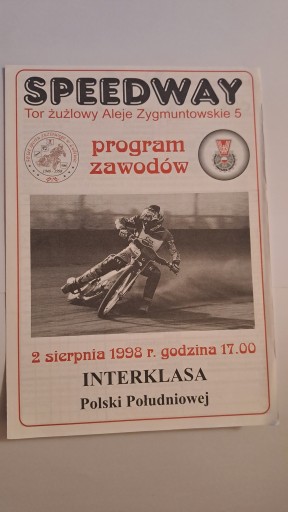 SPEEDWAY
Tor żużlowy Aleje Zygmuntowskie 5
program
zawodów
2 sierpnia 1998 r. godzina 17.00
INTERKLASA
Polski Południowej